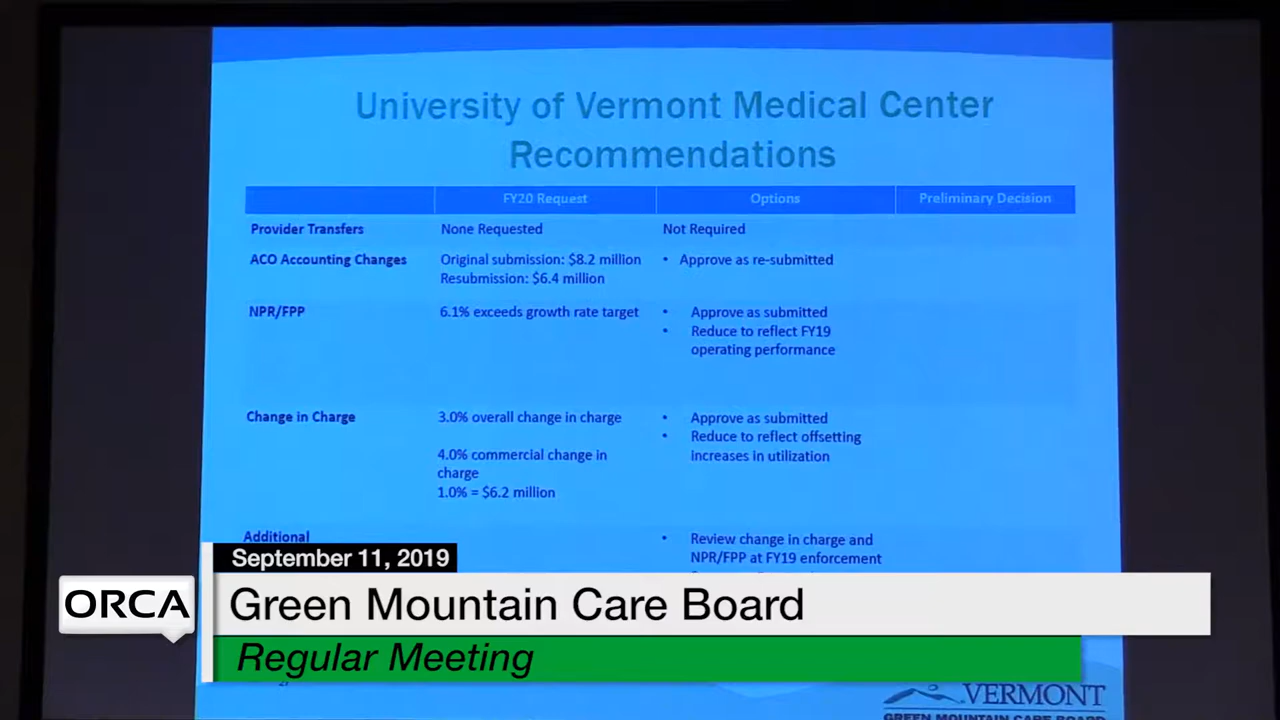 University of Vermont Medical Center
Recommendations
FY20 Request Options Preliminary Decision
Provider Transfers None Requested Not Required
ACO Accounting Changes Original submission: $8.2 million • Approve as re-submitted
Resubmission: $6.4 million
NPR/FPP 6.1% exceeds growth rate target • Approve as submitted
• Reduce to reflect FY19
operating performance
Change in Charge 3.0% overall change in charge • Approve as submitted
• Reduce to reflect offsetting
4.0% commercial change in increases in utilization
charge
1.0% = $6.2 million
Additional • Review change in charge and
NPR/FPP at FY19 enforcement
September 11, 2019
ORCA
Green Mountain Care Board
Regular Meeting
VERMONT
GREEN MOUNTAIN CARE BOARD